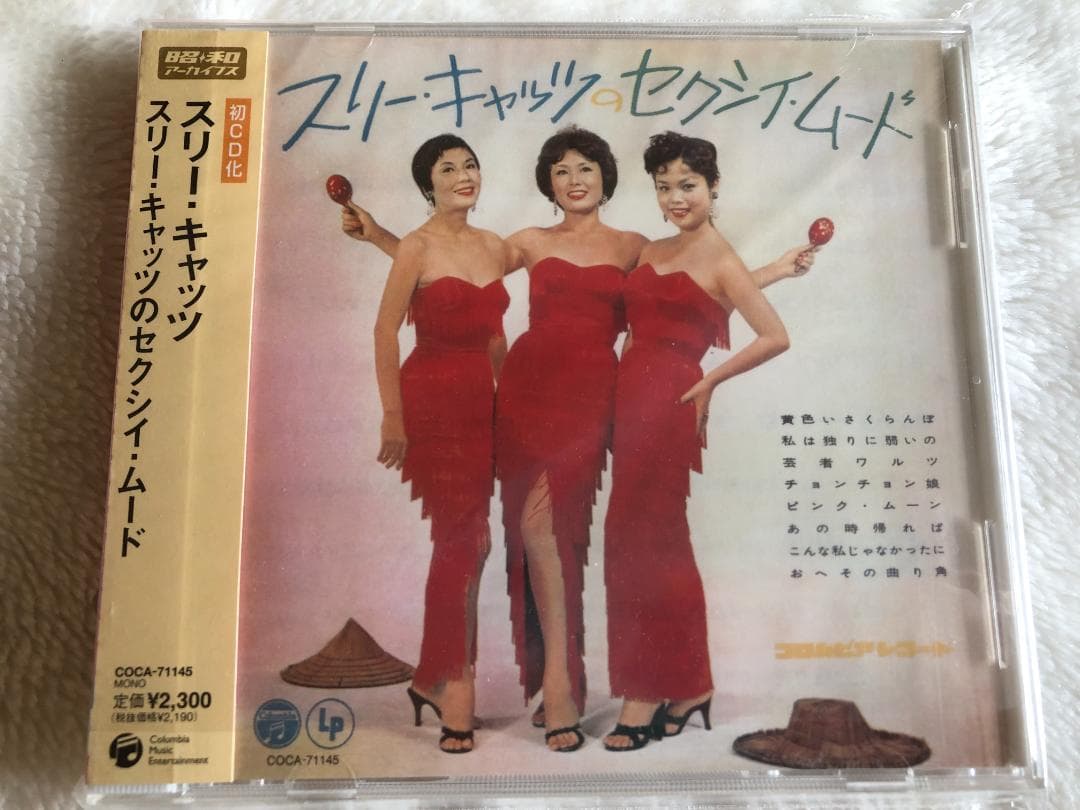 昭和
アーカイブス
初CD化
スリー・キャッツ
スリー・キャッツのセクシイ・ムード
COCA-71145
MONO
定価¥2,300
(税抜価格¥2,190)
Columbia
Music
Entertainment
スリー・キャッツのセクシイ・ムード
黄色いさくらんぼ
私は独りに弱いの
芸者ワルツ
チョンチョン娘
ピンク・ムーン
あの時帰れば
こんな私じゃなかったに
おへその曲り角
コロムビアレコード
LP
COCA-71145